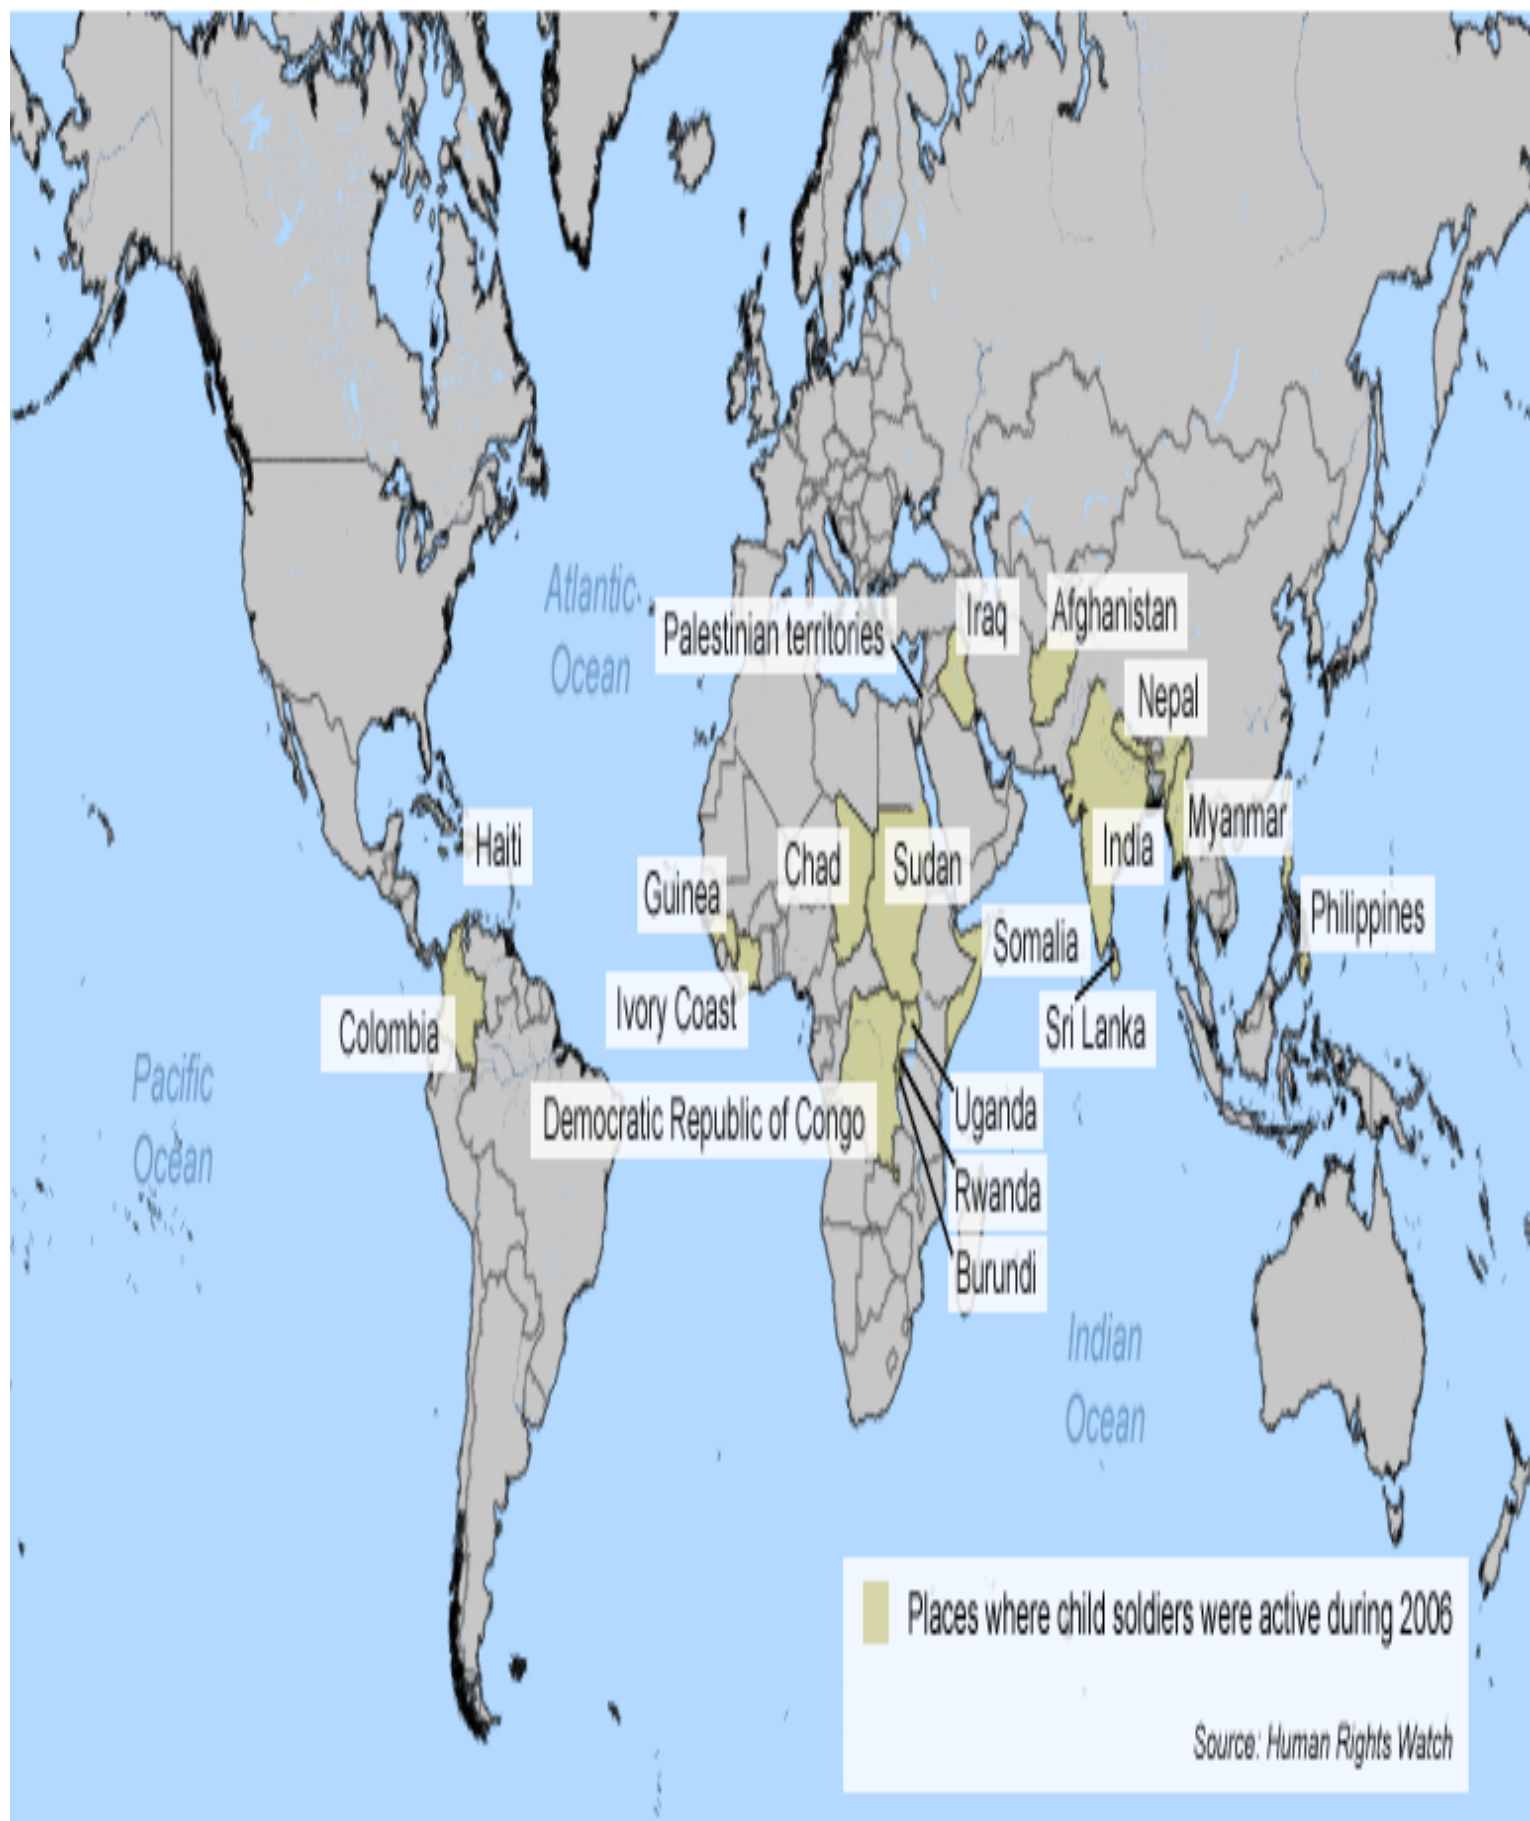 Atlantic
Ocean
Palestinian territories
Iraq
Afghanistan
Nepal
Haiti
Guinea
Chad
Sudan
India
Myanmar
Philippines
Somalia
Ivory Coast
Colombia
Sri Lanka
Pacific
Ocean
Democratic Republic of Congo
Uganda
Rwanda
Burundi
Indian
Ocean
Places where child soldiers were active during 2006
Source: Human Rights Watch